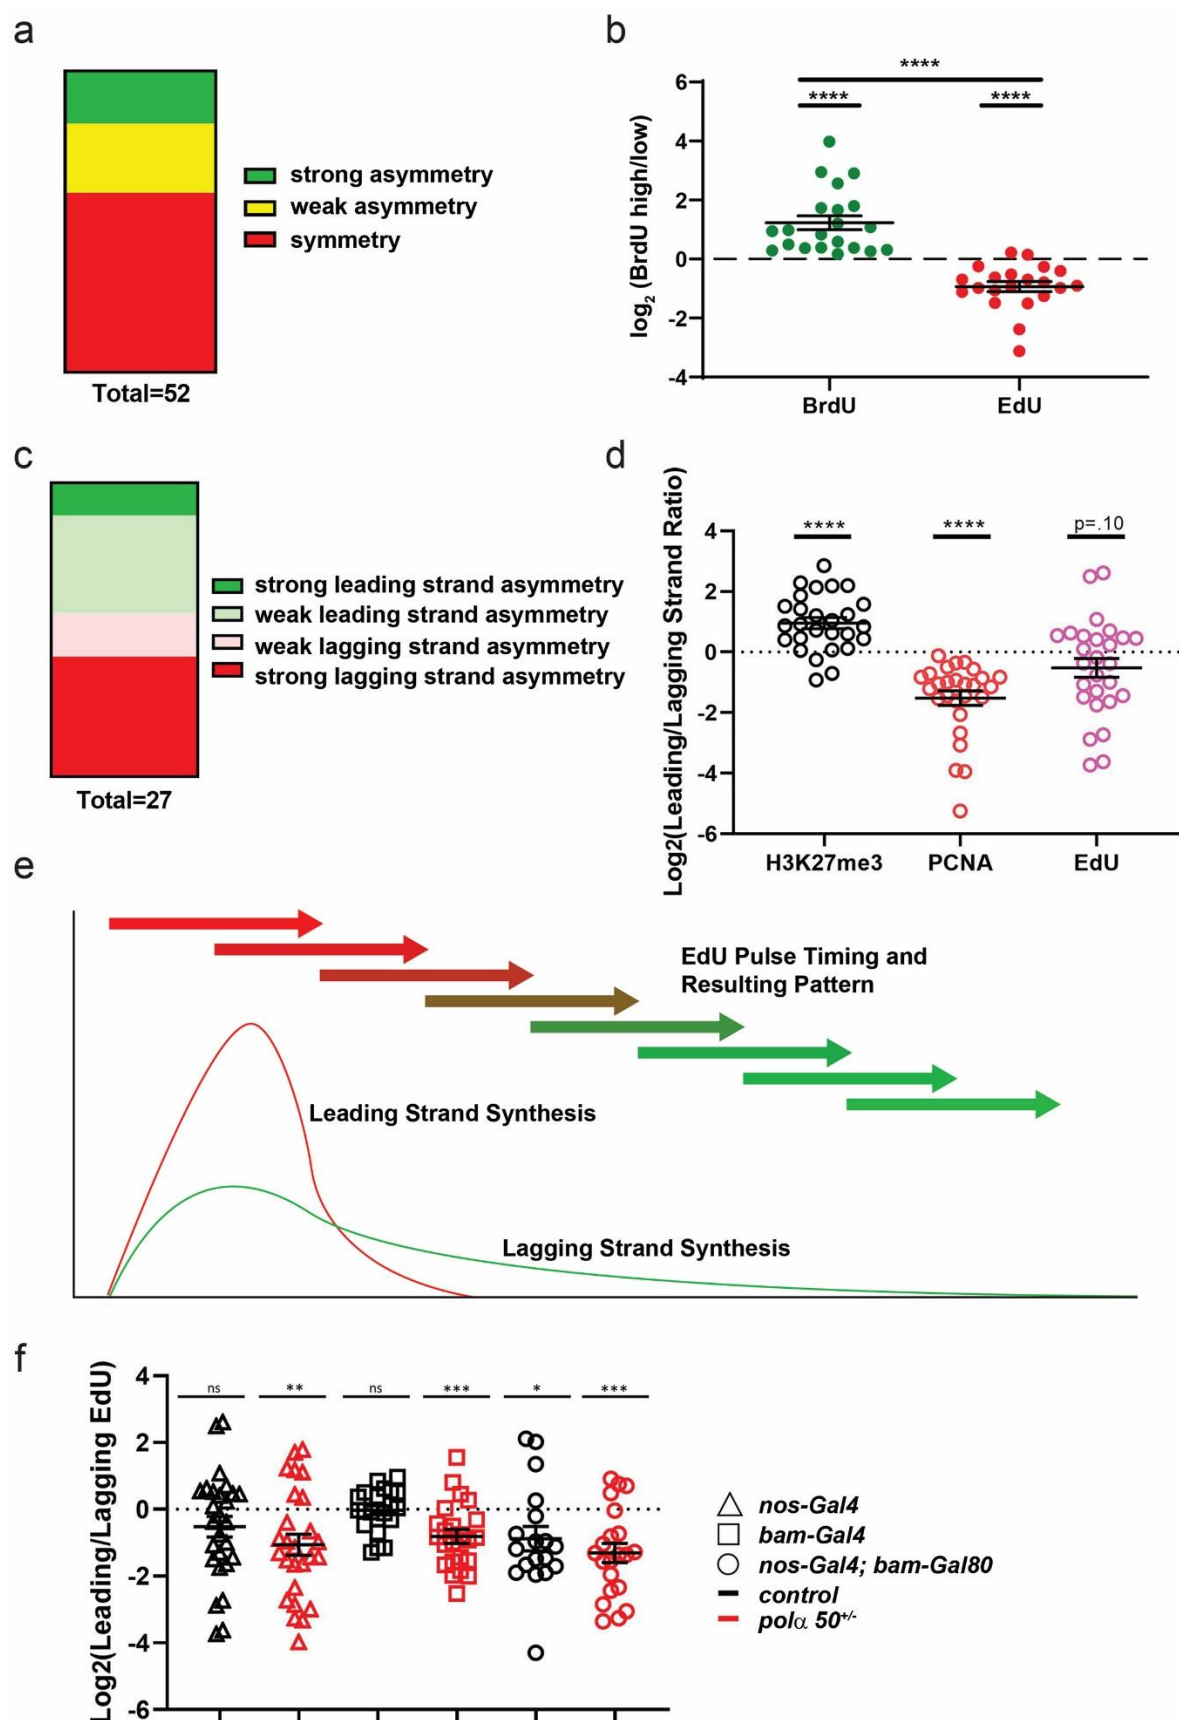 a
strong asymmetry
weak asymmetry
symmetry
Total=52
b
log2 (BrdU high/low)
6
4
2
0
-2
-4
****
****
****
BrdU
EdU
c
strong leading strand asymmetry
weak leading strand asymmetry
weak lagging strand asymmetry
strong lagging strand asymmetry
Total=27
d
Log2(Leading/Lagging Strand Ratio)
4
2
0
-2
-4
-6
****
****
p=.10
H3K27me3
PCNA
EdU
e
EdU Pulse Timing and
Resulting Pattern
Leading Strand Synthesis
Lagging Strand Synthesis
f
Log2(Leading/Lagging EdU)
4
2
0
-2
-4
-6
ns
**
ns
***
*
***
nos-Gal4
bam-Gal4
nos-Gal4; bam-Gal80
control
polα 50+/-